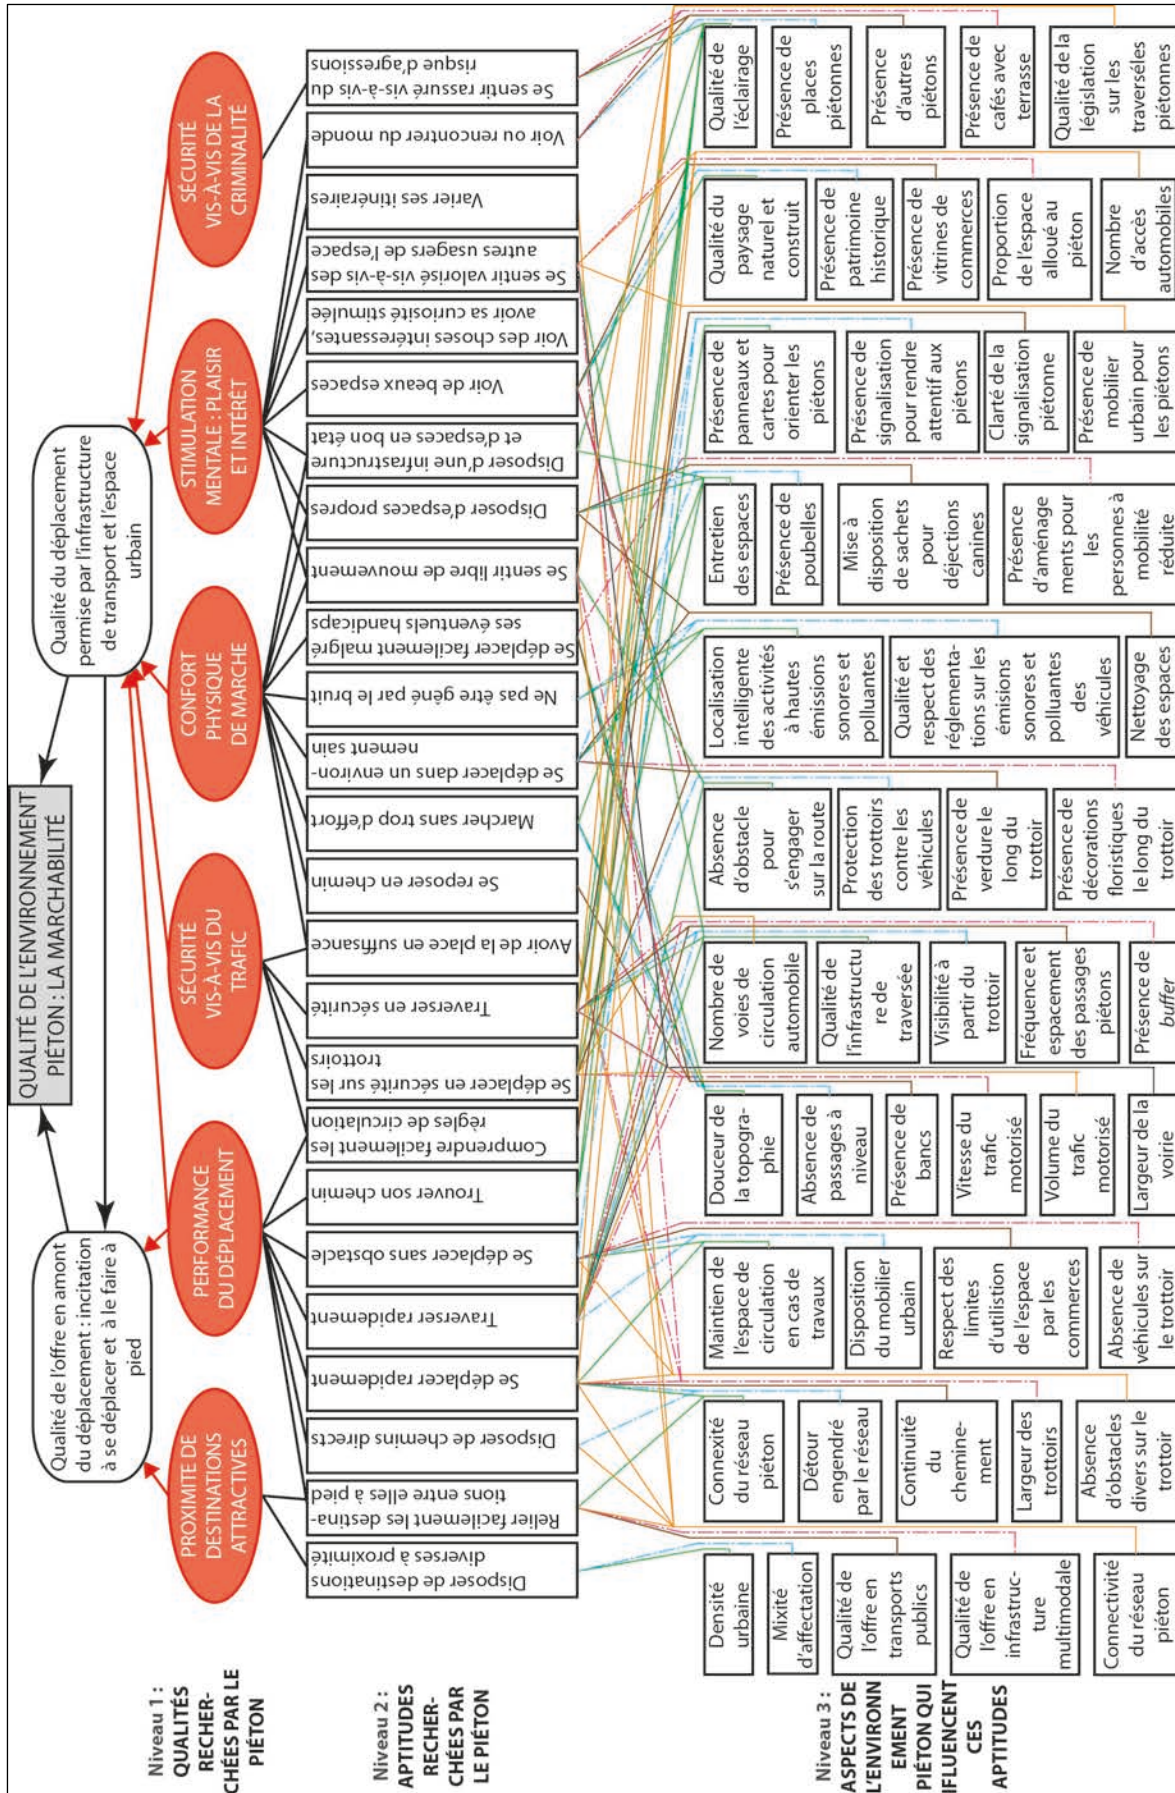 QUALITÉ DE L'ENVIRONNEMENT
PIÉTON : LA MARCHABILITÉ
Qualité de l'offre en amont
du déplacement : incitation
à se déplacer et à le faire à
pied
Qualité du déplacement
permise par l'infrastructure
de transport et l'espace
urbain
Niveau 1 :
QUALITÉS
RECHER-
CHÉES PAR LE
PIÉTON
PROXIMITE DE
DESTINATIONS
ATTRACTIVES
PERFORMANCE
DU DÉPLACEMENT
SÉCURITÉ
VIS-À-VIS DU
TRAFIC
CONFORT
PHYSIQUE
DE MARCHE
STIMULATION
MENTALE : PLAISIR
ET INTÉRÊT
SÉCURITÉ
VIS-À-VIS DE LA
CRIMINALITÉ
Niveau 2 :
APTITUDES
RECHER-
CHÉES PAR
LE PIÉTON
Disposer de destinations
diverses à proximité
Relier facilement les destina-
tions entre elles à pied
Disposer de chemins directs
Se déplacer rapidement
Traverser rapidement
Se déplacer sans obstacle
Trouver son chemin
Comprendre facilement les
règles de circulation
Se déplacer en sécurité sur les
trottoirs
Traverser en sécurité
Avoir de la place en suffisance
Se reposer en chemin
Marcher sans trop d'effort
Se déplacer dans un environ-
nement sain
Ne pas être gêné par le bruit
Se déplacer facilement malgré
ses éventuels handicaps
Se sentir libre de mouvement
Disposer d'espaces propres
Disposer d'une infrastructure
et d'espaces en bon état
Voir de beaux espaces
Voir des choses intéressantes,
avoir sa curiosité stimulée
Se sentir valorisé vis-à-vis des
autres usagers de l'espace
Varier ses itinéraires
Voir ou rencontrer du monde
Se sentir rassuré vis-à-vis du
risque d'agressions
Niveau 3 :
ASPECTS DE
L'ENVIRONN
EMENT
PIÉTON QUI
IFLUENCENT
CES
APTITUDES
Densité
urbaine
Mixité
d'affectation
Qualité de
l'offre en
transports
publics
Qualité de
l'offre en
infrastruc-
ture
multimodale
Connectivité
du réseau
piéton
Connexité
du réseau
piéton
Détour
engendré
par le réseau
Continuité
du
chemine-
ment
Largeur des
trottoirs
Absence
d'obstacles
divers sur le
trottoir
Maintien de
l'espace de
circulation
en cas de
travaux
Disposition
du mobilier
urbain
Respect des
limites
d'utilistion
de l'espace
par les
commerces
Absence de
véhicules sur
le trottoir
Douceur de
la topogra-
phie
Absence de
passages à
niveau
Présence de
bancs
Vitesse du
trafic
motorisé
Volume du
trafic
motorisé
Largeur de la
voirie
Nombre de
voies de
circulation
automobile
Qualité de
l'infrastructu
re de
traversée
Visibilité à
partir du
trottoir
Fréquence et
espacement
des passages
piétons
Présence de
buffer
Absence
d'obstacle
pour
s'engager
sur la route
Protection
des trottoirs
contre les
véhicules
Présence de
verdure le
long du
trottoir
Présence de
décorations
floristiques
le long du
trottoir
Localisation
intelligente
des activités
à hautes
émissions
sonores et
polluantes
Qualité et
respect des
réglementa-
tions sur les
émisions
sonores et
polluantes
des
véhicules
Nettoyage
des espaces
Entretien
des espaces
Présence de
poubelles
Mise à
disposition
de sachets
pour
déjections
canines
Présence
d'aménage
ments pour
les
personnes à
mobilité
réduite
Présence de
panneaux et
cartes pour
orienter les
piétons
Présence de
signalisation
pour rendre
attentif aux
piétons
Clarté de la
signalisation
piétonne
Présence de
mobilier
urbain pour
les piétons
Qualité du
paysage
naturel et
construit
Présence de
patrimoine
historique
Présence de
vitrines de
commerces
Proportion
de l'espace
alloué au
piéton
Nombre
d'accès
automobiles
Qualité de
l'éclairage
Présence de
places
piétonnes
Présence
d'autres
piétons
Présence de
cafés avec
terrasse
Qualité de la
législation
sur les
traverséles
piétonnes